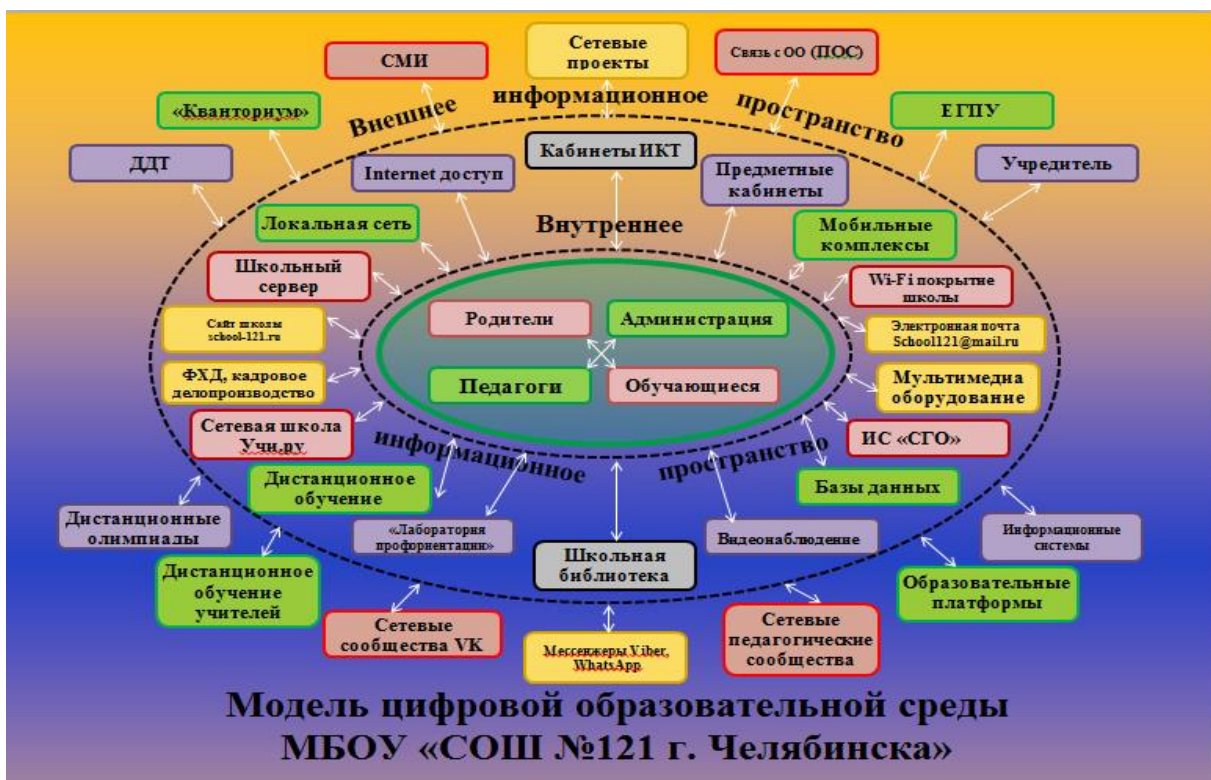 СМИ
Сетевые
проекты
Связь с ОО (ПОС)
«Кванториум»
Внешнее
информационное
пространство
ЕГПУ
ДДТ
Учредитель
Internet доступ
Кабинеты ИКТ
Предметные
кабинеты
Локальная сеть
Внутреннее
Мобильные
комплексы
Школьный
сервер
Wi-Fi покрытие
школы
Сайт школы
school-121.ru
Родители
Администрация
Электронная почта
School121@mail.ru
ФХД, кадровое
делопроизводство
Педагоги
Обучающиеся
Мультимедиа
оборудование
Сетевая школа
Учи.ру
информационное
пространство
ИС «СГО»
Дистанционное
обучение
Базы данных
Дистанционные
олимпиады
«Лаборатория
профориентации»
Школьная
библиотека
Видеонаблюдение
Информационные
системы
Дистанционное
обучение
учителей
Образовательные
платформы
Сетевые
сообщества VK
Мессенжеры Viber,
WhatsApp
Сетевые
педагогические
сообщества
Модель цифровой образовательной среды
МБОУ «СОШ №121 г. Челябинска»